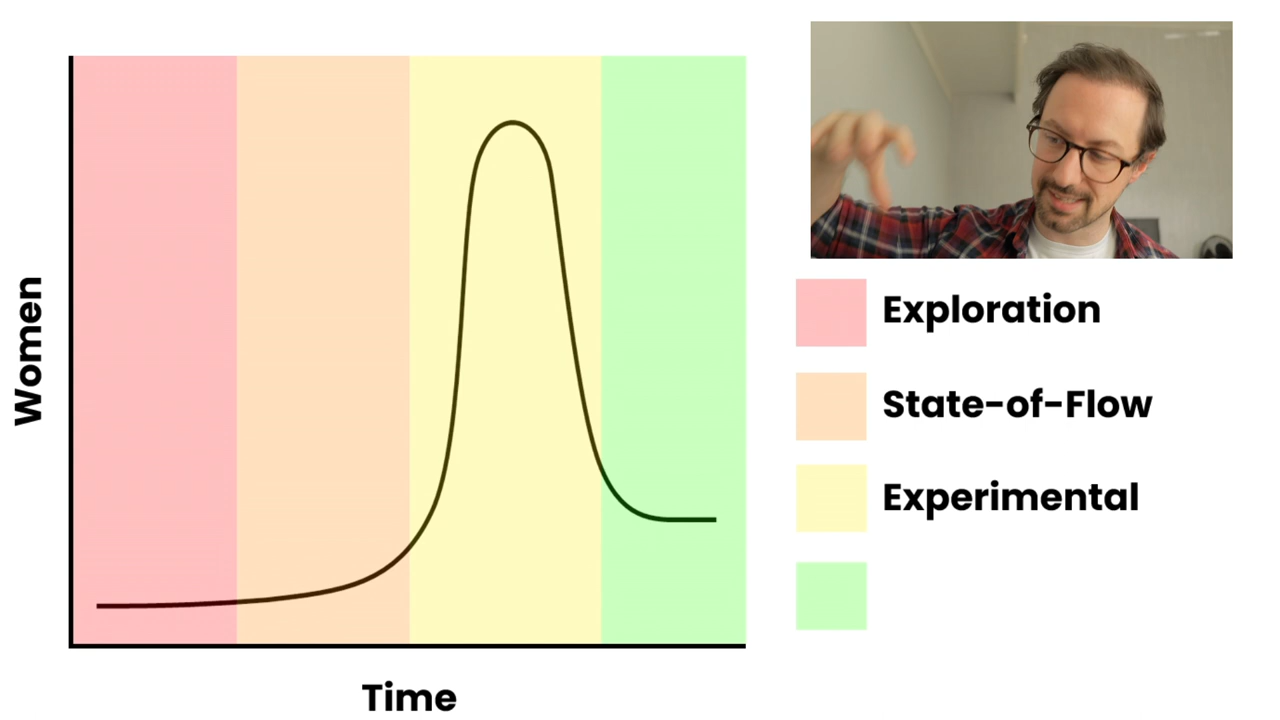 Women
Time
Exploration
State-of-Flow
Experimental